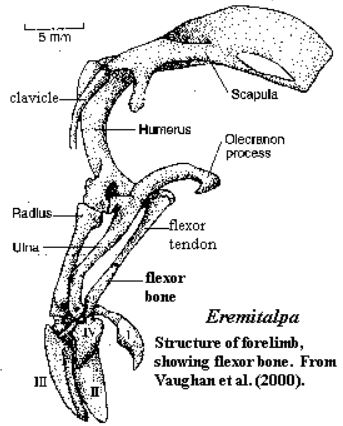 5 mm
clavicle
Scapula
Humerus
Olecranon
process
Radius
flexor
tendon
Ulna
flexor
bone
Eremitalpa
IV
I
Structure of forelimb,
showing flexor bone. From
Vaughan et al. (2000).
III
II